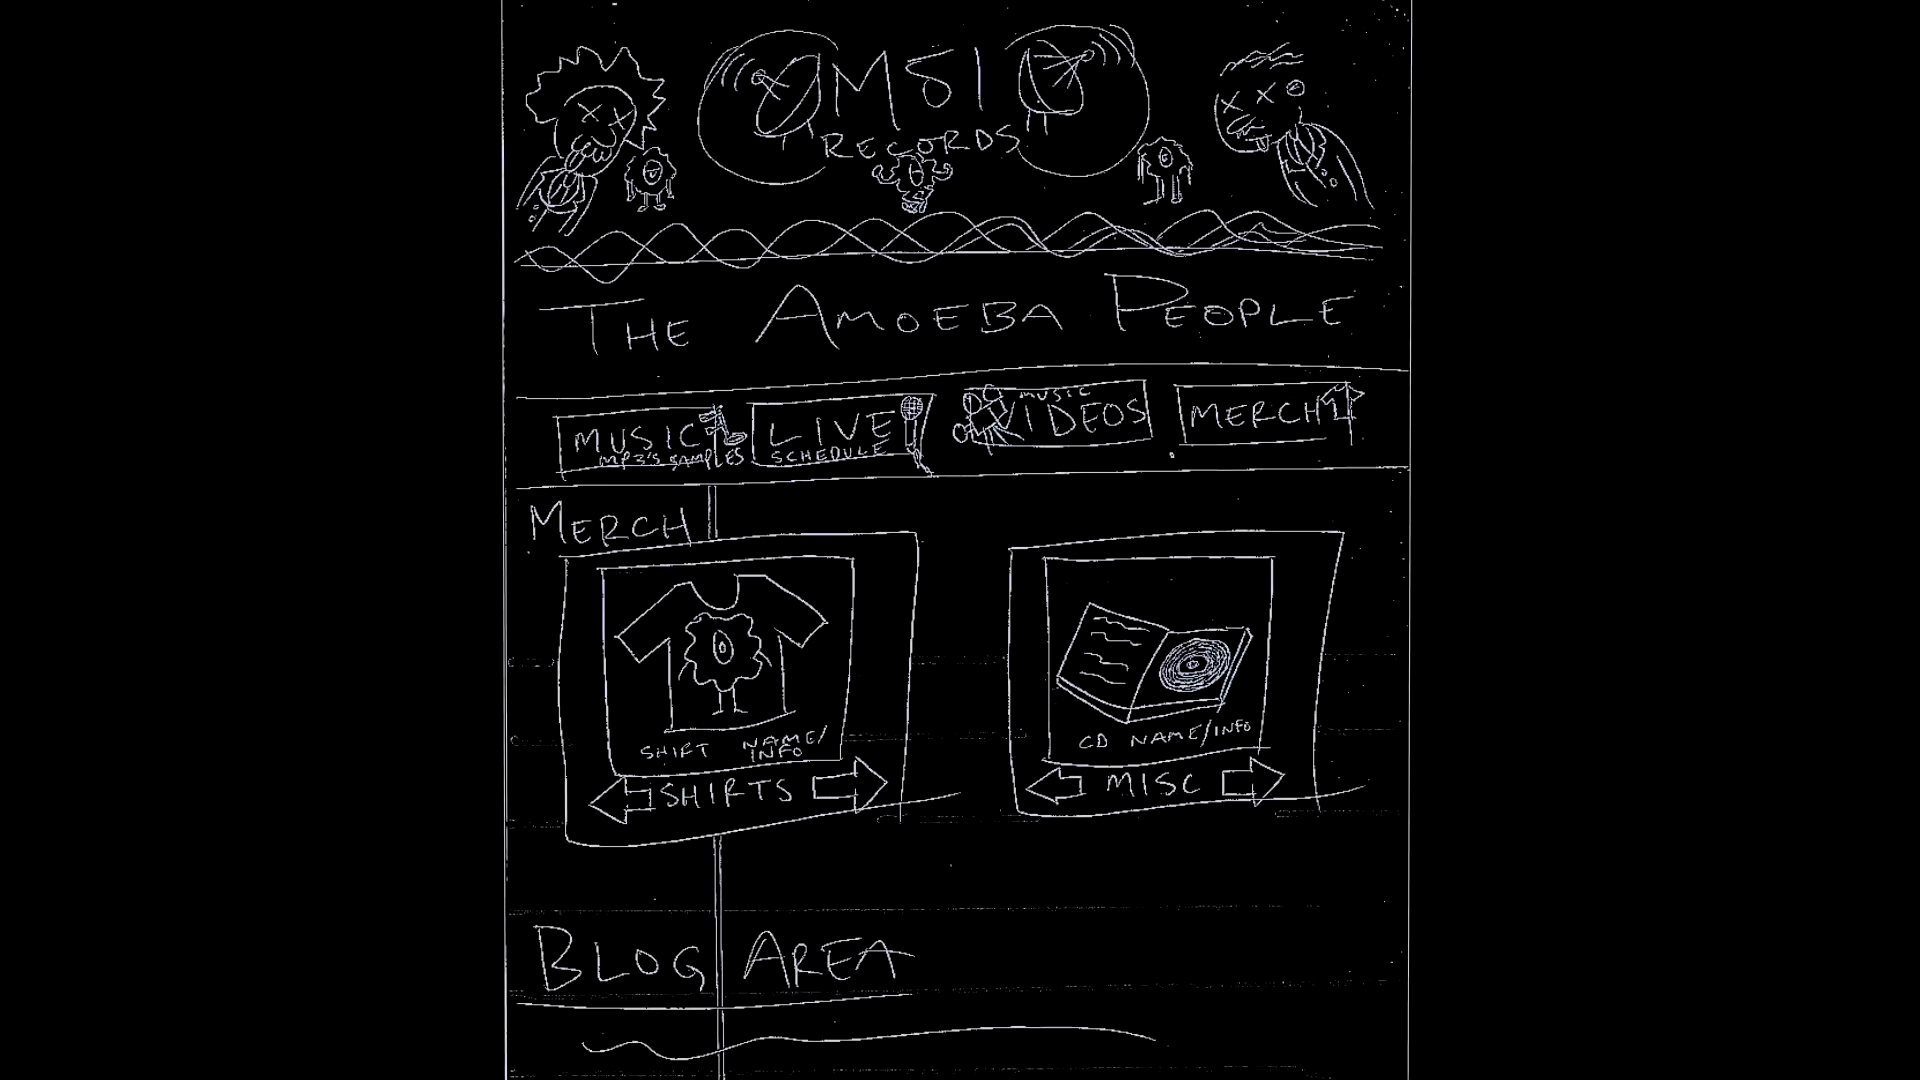 MSI
RECORDS
THE AMOEBA PEOPLE
MUSIC
MP3'S SAMPLES
LIVE
SCHEDULE
MUSIC
VIDEOS
MERCH
MERCH
SHIRT NAME/
INFO
SHIRTS
CD NAME/INFO
MISC
BLOG AREA